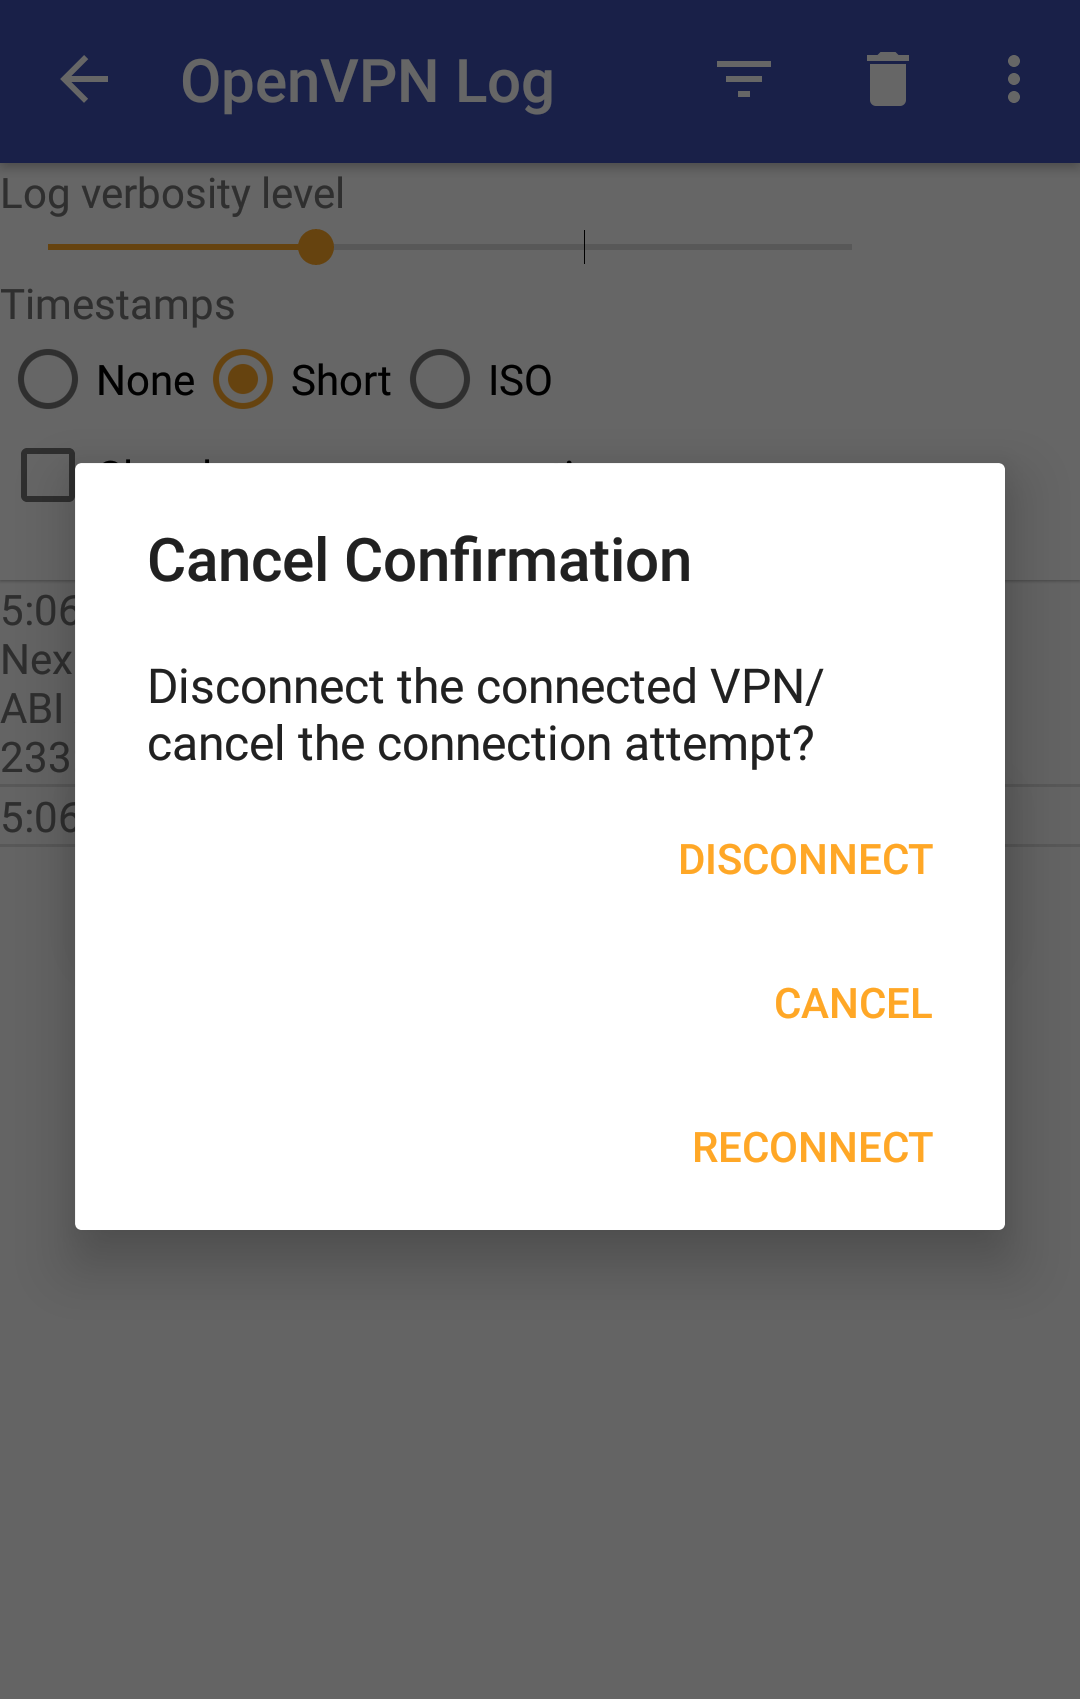 OpenVPN Log
Log verbosity level
Timestamps
None Short ISO
Cancel Confirmation
Disconnect the connected VPN/
cancel the connection attempt?
DISCONNECT
CANCEL
RECONNECT
5:06
Nex
ABI
233
5:06